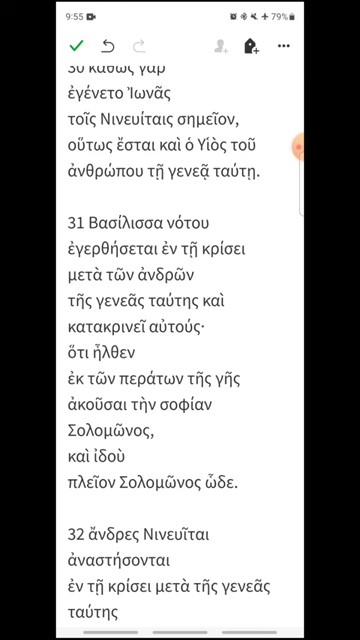 9:55
79%
30 καθὼς γὰρ
ἐγένετο Ἰωνᾶς
τοῖς Νινευίταις σημεῖον,
οὕτως ἔσται καὶ ὁ Υἱὸς τοῦ
ἀνθρώπου τῇ γενεᾷ ταύτῃ.
31 Βασίλισσα νότου
ἐγερθήσεται ἐν τῇ κρίσει
μετὰ τῶν ἀνδρῶν
τῆς γενεᾶς ταύτης καὶ
κατακρινεῖ αὐτούς·
ὅτι ἦλθεν
ἐκ τῶν περάτων τῆς γῆς
ἀκοῦσαι τὴν σοφίαν
Σολομῶνος,
καὶ ἰδοὺ
πλεῖον Σολομῶνος ὧδε.
32 ἄνδρες Νινευῖται
ἀναστήσονται
ἐν τῇ κρίσει μετὰ τῆς γενεᾶς
ταύτης